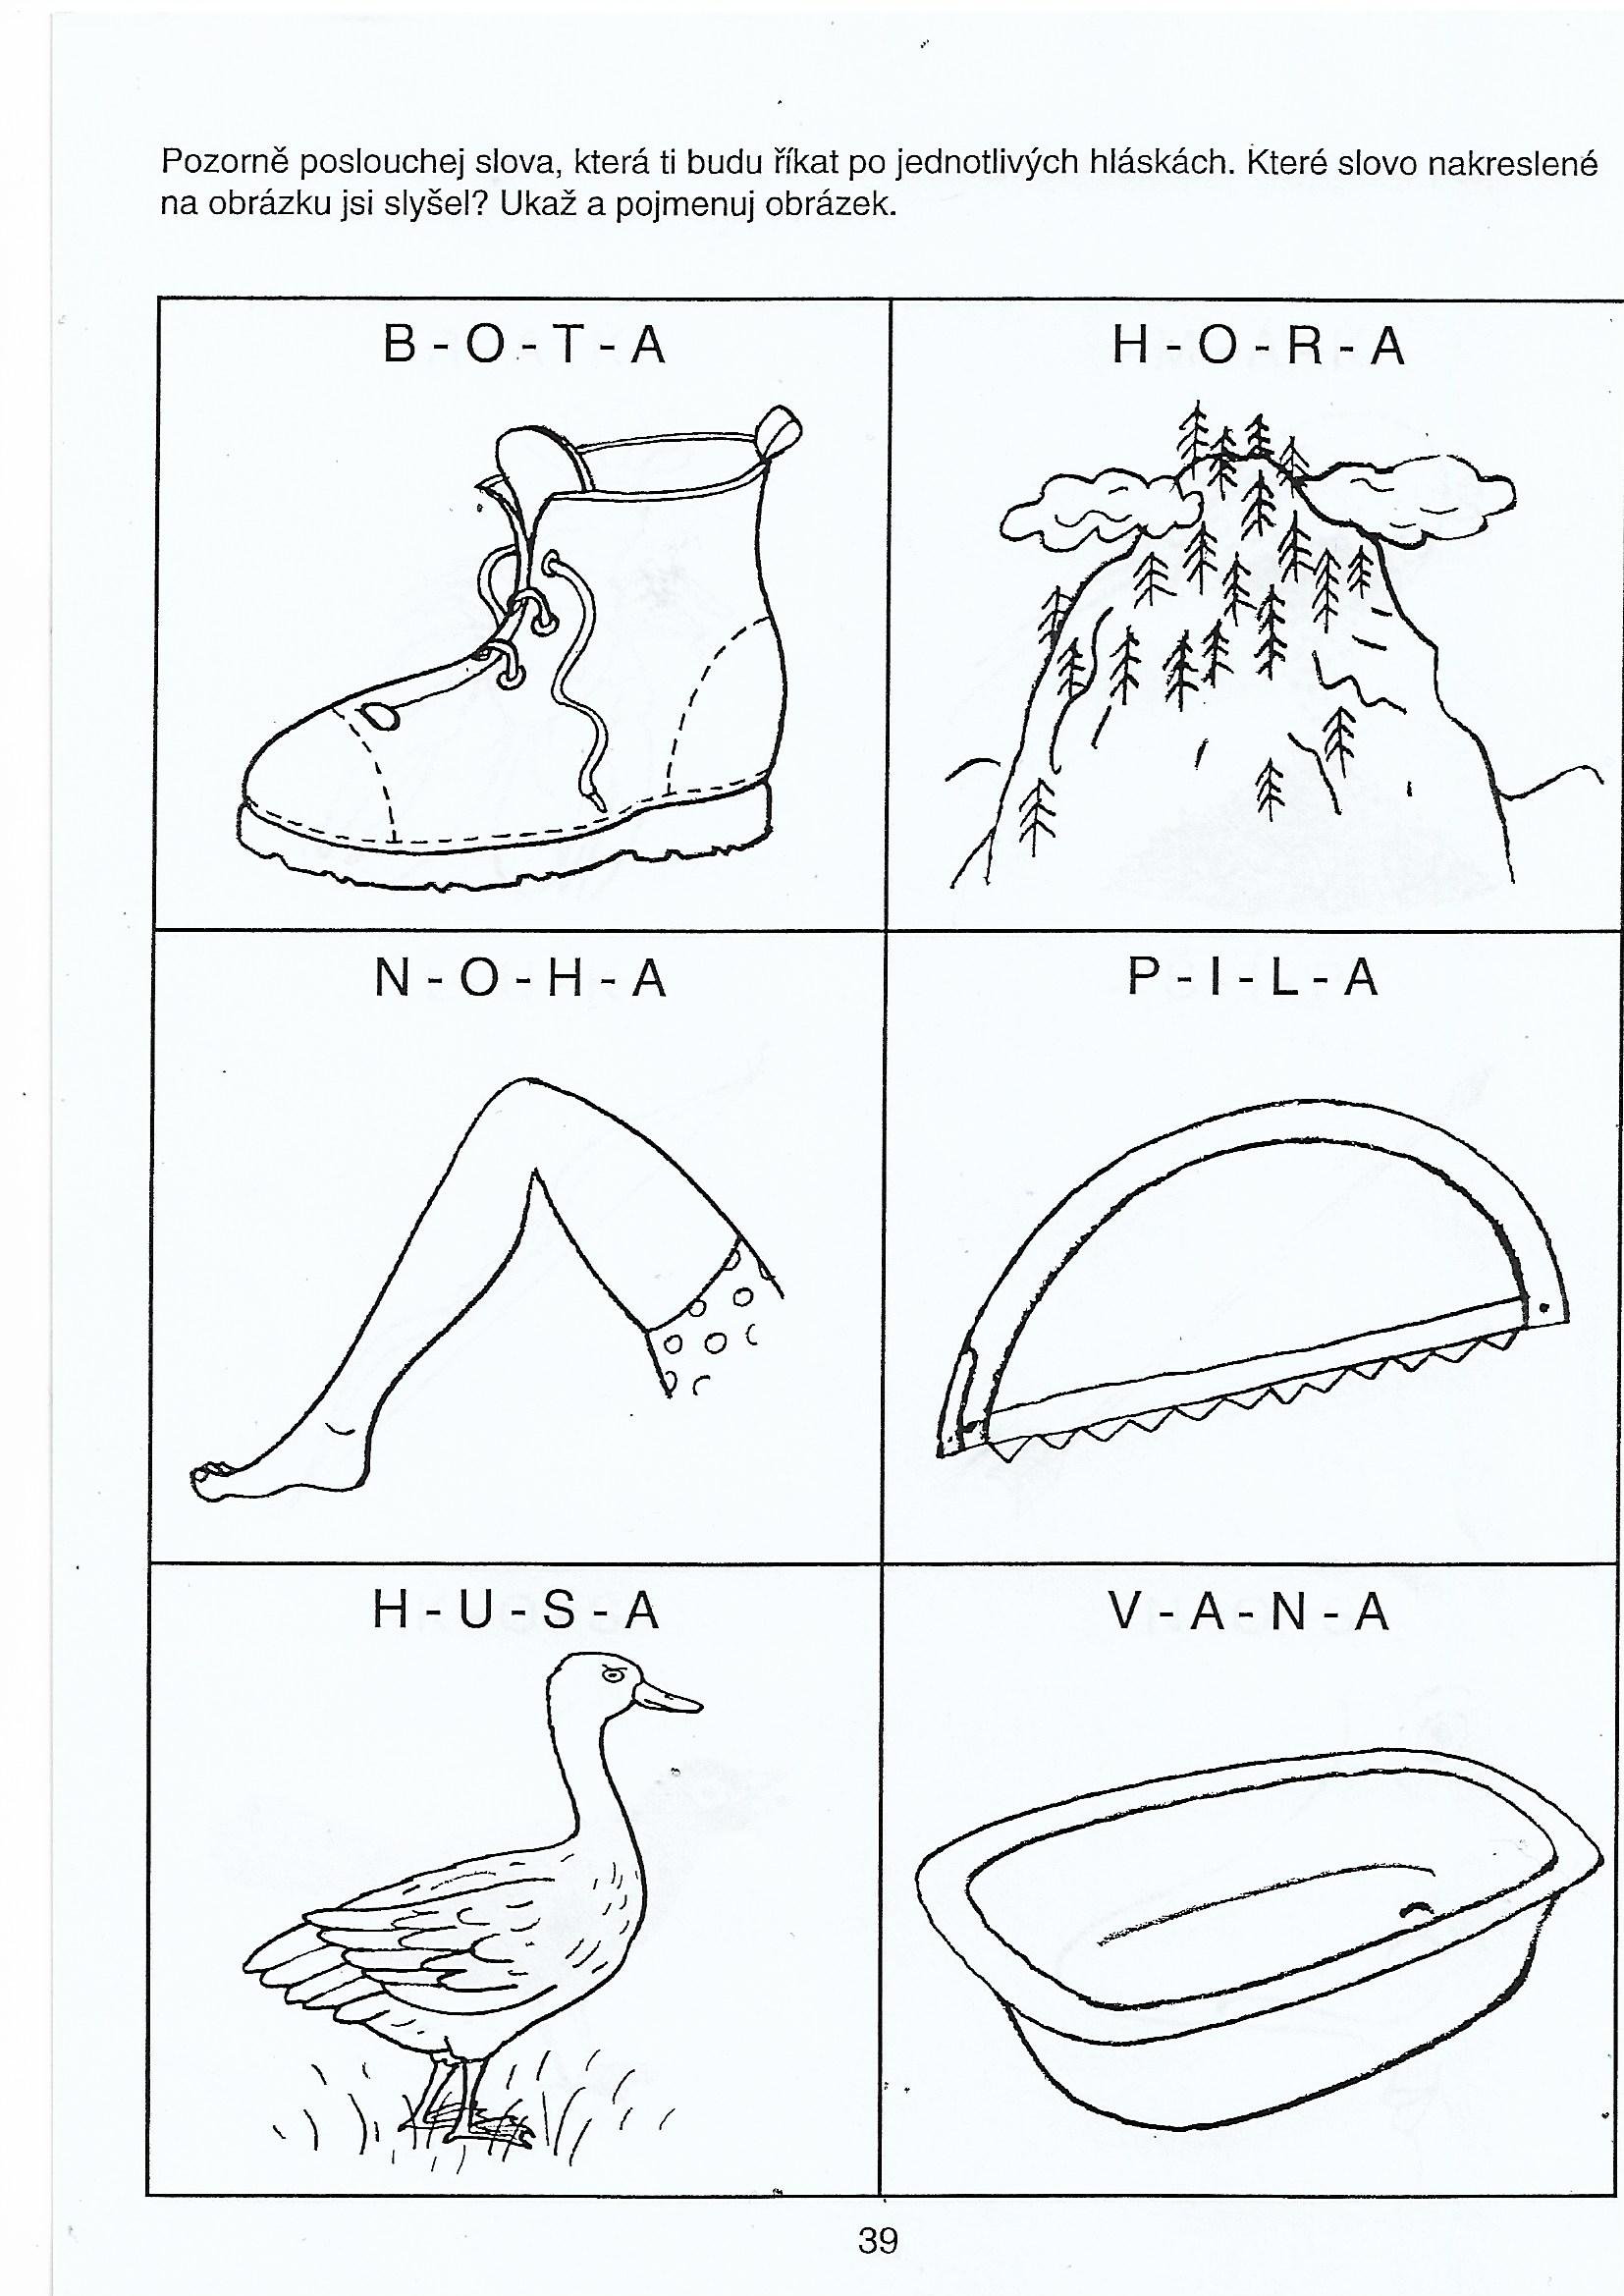 Pozorně poslouchej slova, která ti budu říkat po jednotlivých hláskách. Které slovo nakreslené
na obrázku jsi slyšel? Ukaž a pojmenuj obrázek.
B - O - T - A
H - O - R - A
N - O - H - A
P - I - L - A
H - U - S - A
V - A - N - A
39